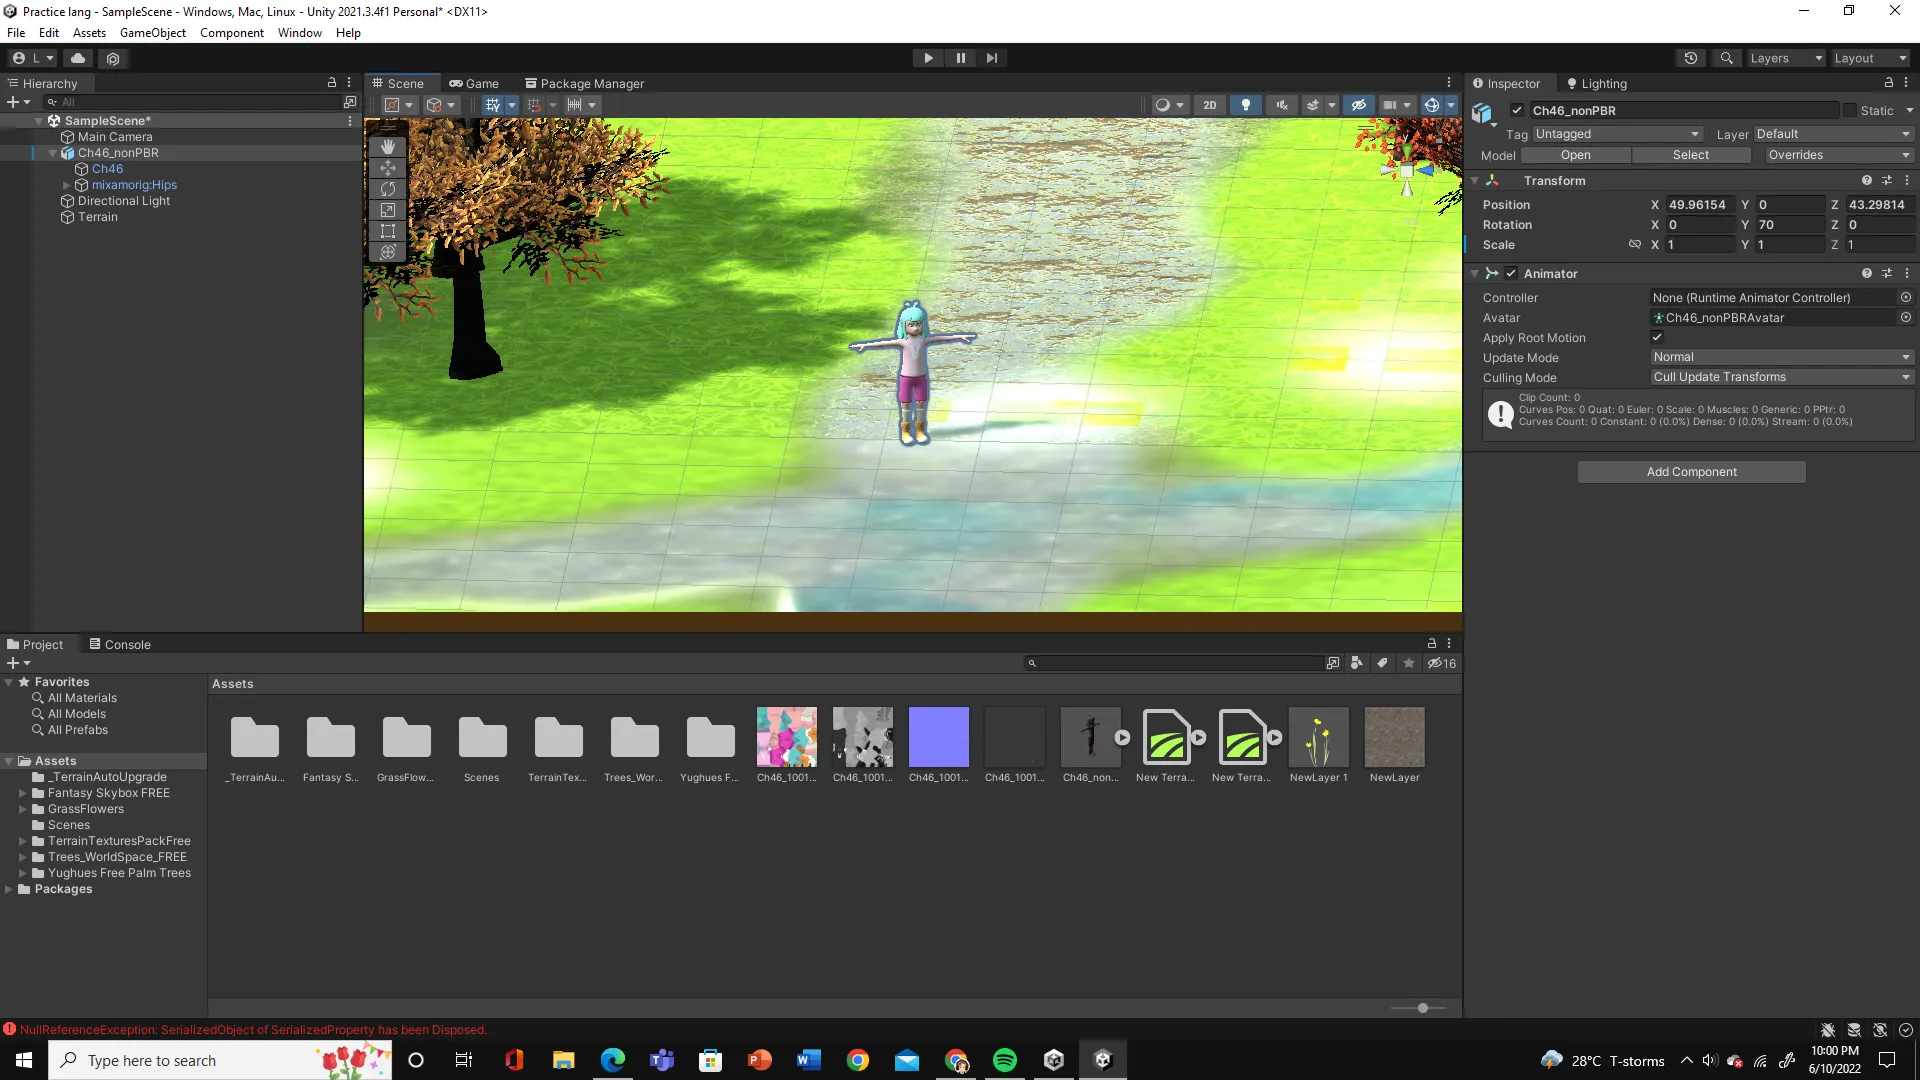 Practice lang - SampleScene - Windows, Mac, Linux - Unity 2021.3.4f1 Personal* <DX11>
File Edit Assets GameObject Component Window Help
L Layers Layout
Hierarchy
All
SampleScene*
Main Camera
Ch46_nonPBR
Ch46
mixamorig:Hips
Directional Light
Terrain
Scene Game Package Manager
2D
Inspector Lighting
Ch46_nonPBR Static
Tag Untagged Layer Default
Model Open Select Overrides
Transform
Position X 49.96154 Y 0 Z 43.29814
Rotation X 0 Y 70 Z 0
Scale X 1 Y 1 Z 1
Animator
Controller None (Runtime Animator Controller)
Avatar Ch46_nonPBRAvatar
Apply Root Motion
Update Mode Normal
Culling Mode Cull Update Transforms
Clip Count: 0
Curves Pos: 0 Quat: 0 Euler: 0 Scale: 0 Muscles: 0 Generic: 0 PPtr: 0
Curves Count: 0 Constant: 0 (0.0%) Dense: 0 (0.0%) Stream: 0 (0.0%)
Add Component
Project Console
16
Favorites
All Materials
All Models
All Prefabs
Assets
_TerrainAutoUpgrade
Fantasy Skybox FREE
GrassFlowers
Scenes
TerrainTexturesPackFree
Trees_WorldSpace_FREE
Yughues Free Palm Trees
Packages
Assets
_TerrainAu... Fantasy S... GrassFlow... Scenes TerrainTex... Trees_Wor... Yughues F... Ch46_1001... Ch46_1001... Ch46_1001... Ch46_1001... Ch46_non... New Terra... New Terra... NewLayer 1 NewLayer
NullReferenceException: SerializedObject of SerializedProperty has been Disposed.
Type here to search
28°C T-storms
10:00 PM
6/10/2022